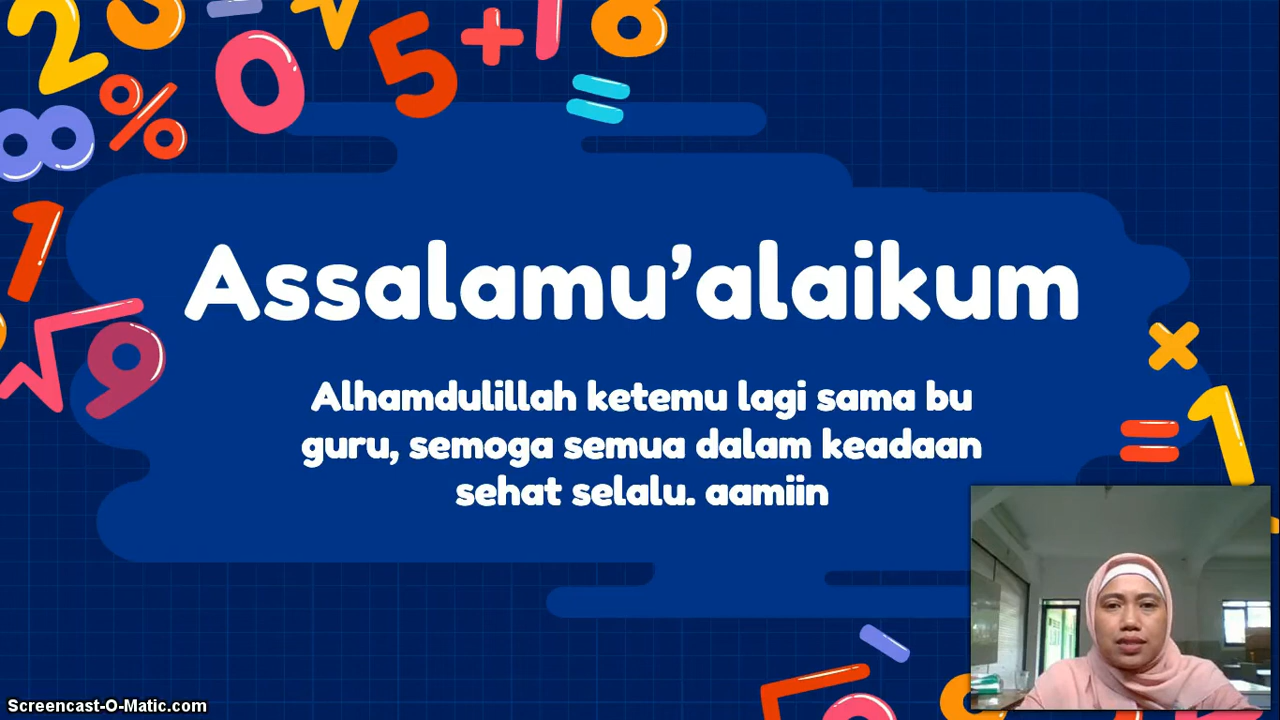 Assalamu’alaikum
Alhamdulillah ketemu lagi sama bu
guru, semoga semua dalam keadaan
sehat selalu. aamiin
Screencast-O-Matic.com